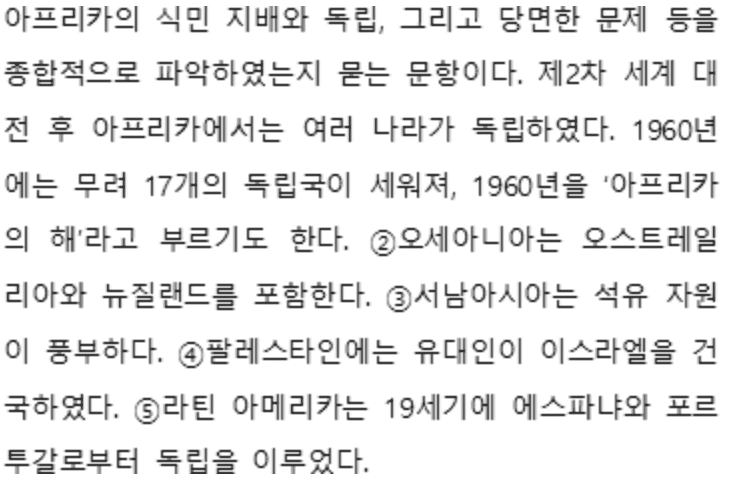 아프리카의 식민 지배와 독립, 그리고 당면한 문제 등을
종합적으로 파악하였는지 묻는 문항이다. 제2차 세계 대
전 후 아프리카에서는 여러 나라가 독립하였다. 1960년
에는 무려 17개의 독립국이 세워져, 1960년을 '아프리카
의 해'라고 부르기도 한다. ②오세아니아는 오스트레일
리아와 뉴질랜드를 포함한다. ③서남아시아는 석유 자원
이 풍부하다. ④팔레스타인에는 유대인이 이스라엘을 건
국하였다. ⑤라틴 아메리카는 19세기에 에스파냐와 포르
투갈로부터 독립을 이루었다.